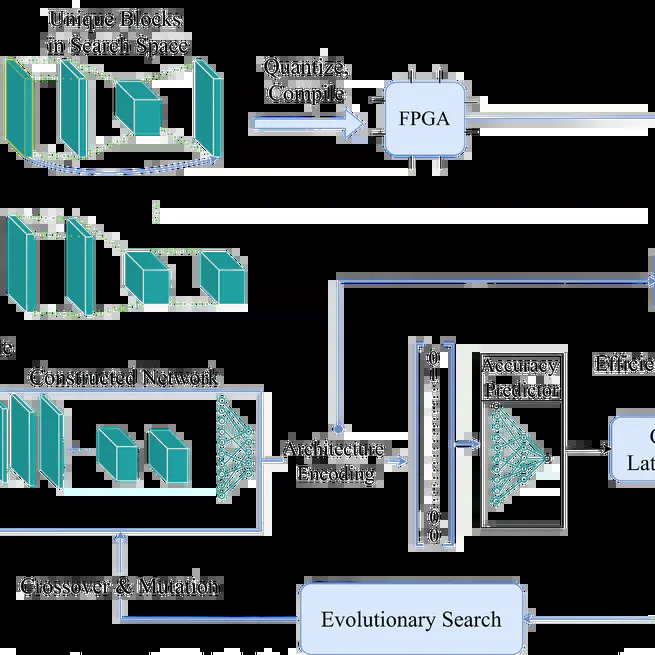 Unique Blocks
in Search Space
Quantize,
Compile
FPGA
Constructed Network
Architecture
Encoding
0
1
0
0
Accuracy
Predictor
Evolutionary Search
Crossover & Mutation